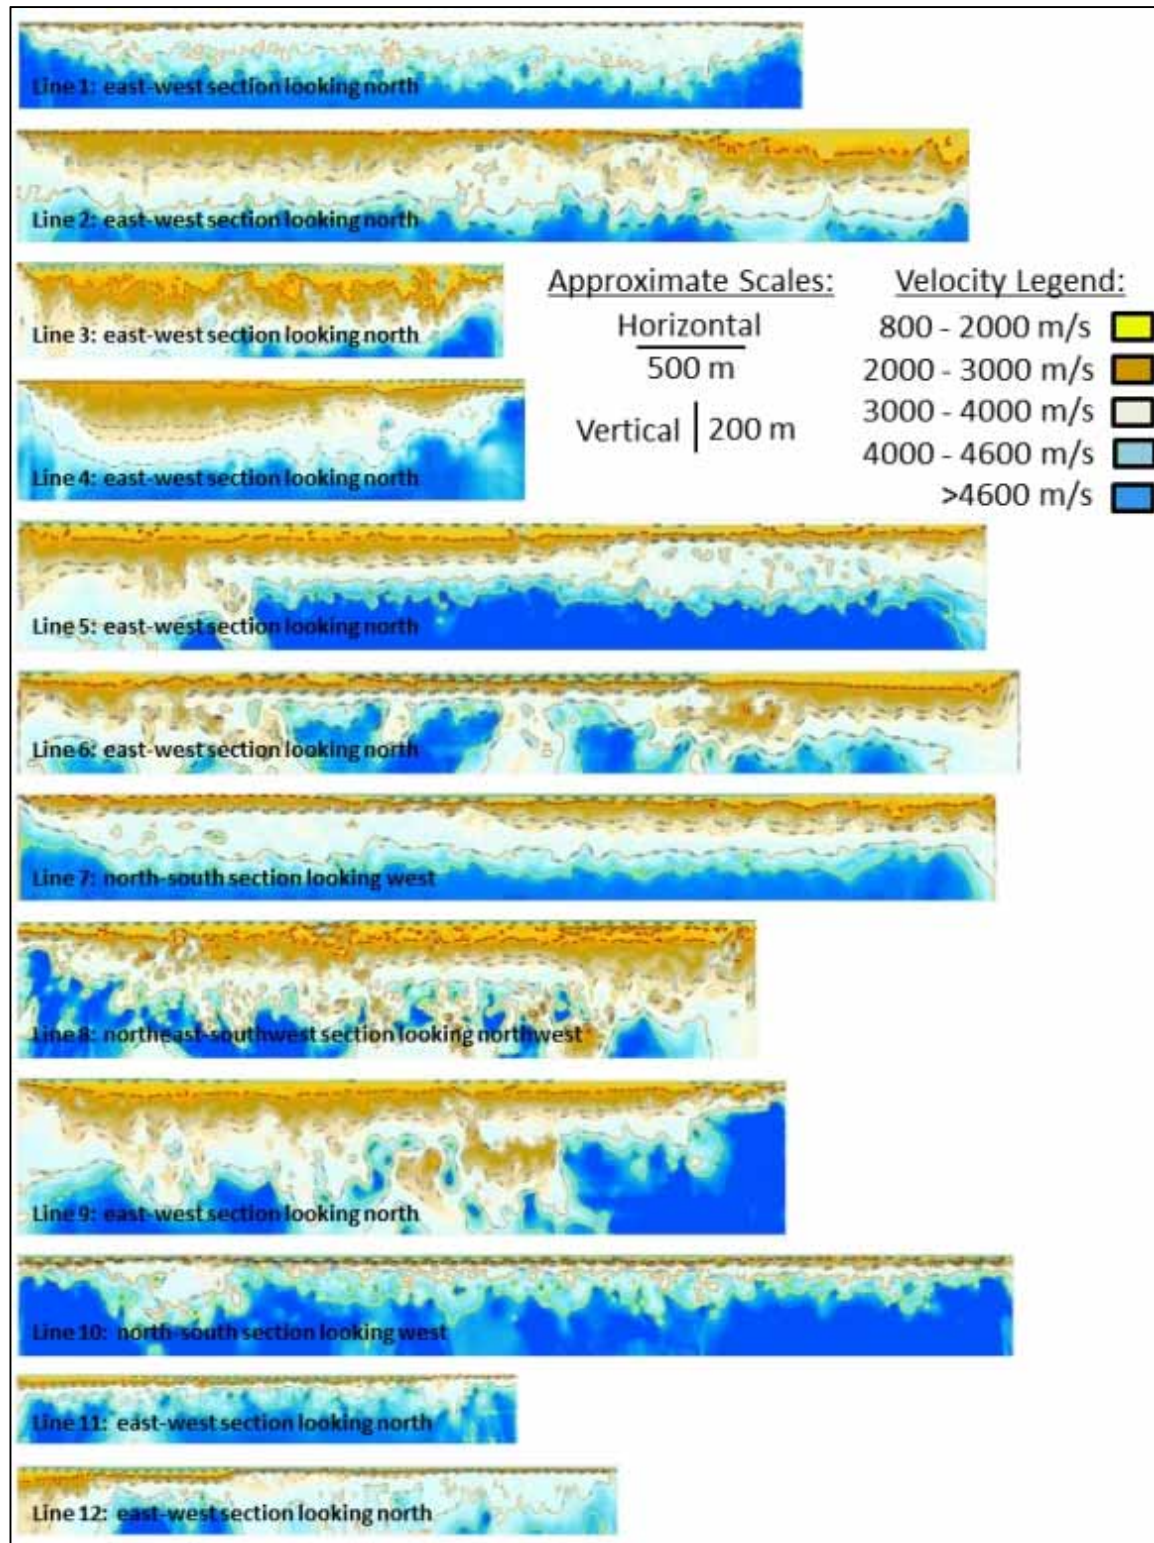 Line 1: east-west section looking north
Line 2: east-west section looking north
Line 3: east-west section looking north
Approximate Scales:
Horizontal
500 m
Vertical | 200 m
Velocity Legend:
800 - 2000 m/s
2000 - 3000 m/s
3000 - 4000 m/s
4000 - 4600 m/s
>4600 m/s
Line 4: east-west section looking north
Line 5: east-west section looking north
Line 6: east-west section looking north
Line 7: north-south section looking west
Line 8: northeast-southwest section looking northwest
Line 9: east-west section looking north
Line 10: north-south section looking west
Line 11: east-west section looking north
Line 12: east-west section looking north